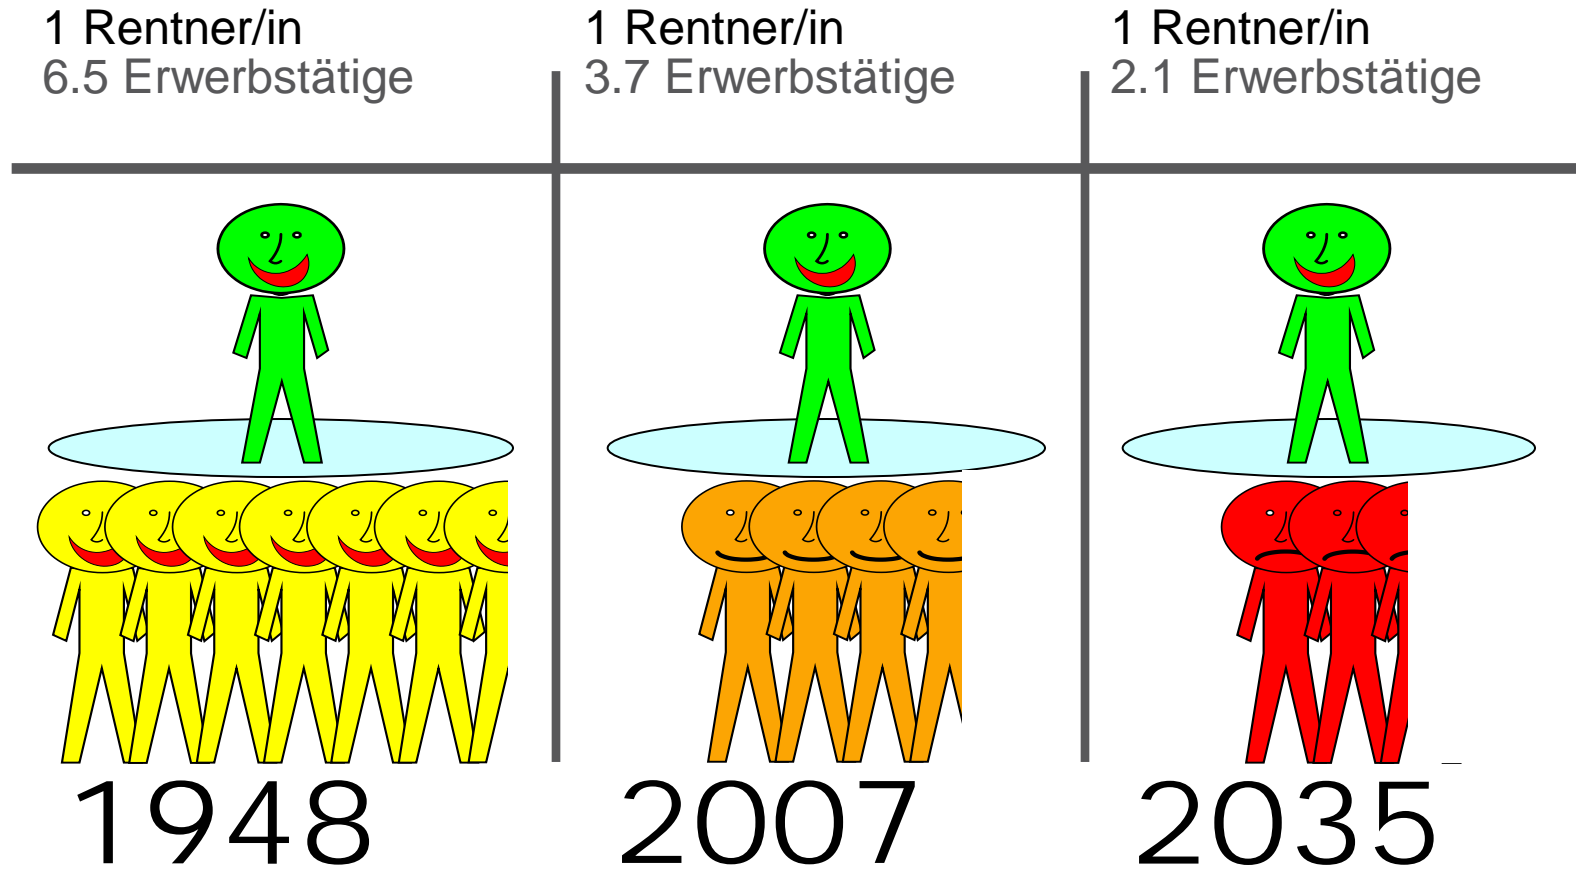 1 Rentner/in
6.5 Erwerbstätige
1 Rentner/in
3.7 Erwerbstätige
1 Rentner/in
2.1 Erwerbstätige
1948
2007
2035